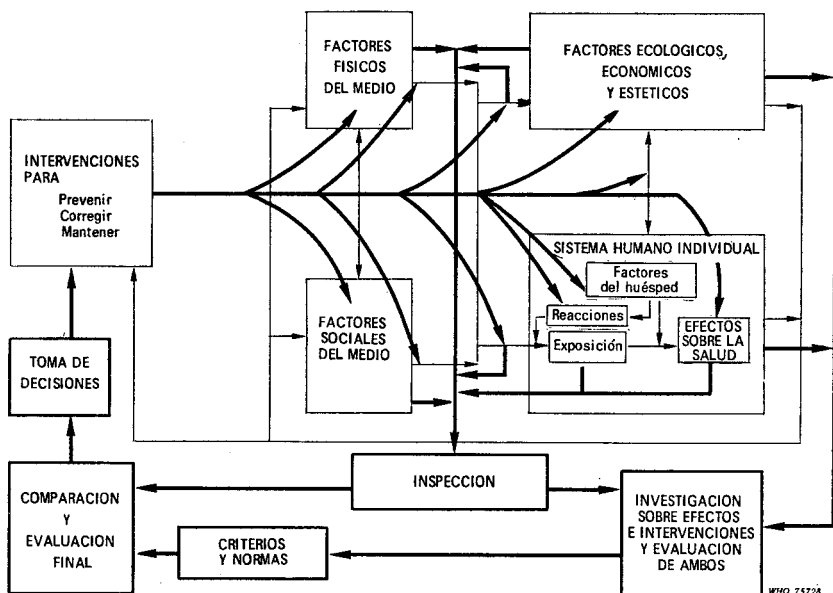 FACTORES
FISICOS
DEL MEDIO
FACTORES ECOLOGICOS,
ECONOMICOS
Y ESTETICOS
INTERVENCIONES
PARA
Prevenir
Corregir
Mantener
SISTEMA HUMANO INDIVIDUAL
Factores
del huésped
Reacciones
Exposición
EFECTOS
SOBRE LA
SALUD
FACTORES
SOCIALES
DEL MEDIO
TOMA DE
DECISIONES
INSPECCION
COMPARACION
Y
EVALUACION
FINAL
CRITERIOS
Y NORMAS
INVESTIGACION
SOBRE EFECTOS
E INTERVENCIONES
Y EVALUACION
DE AMBOS
WHO 75728